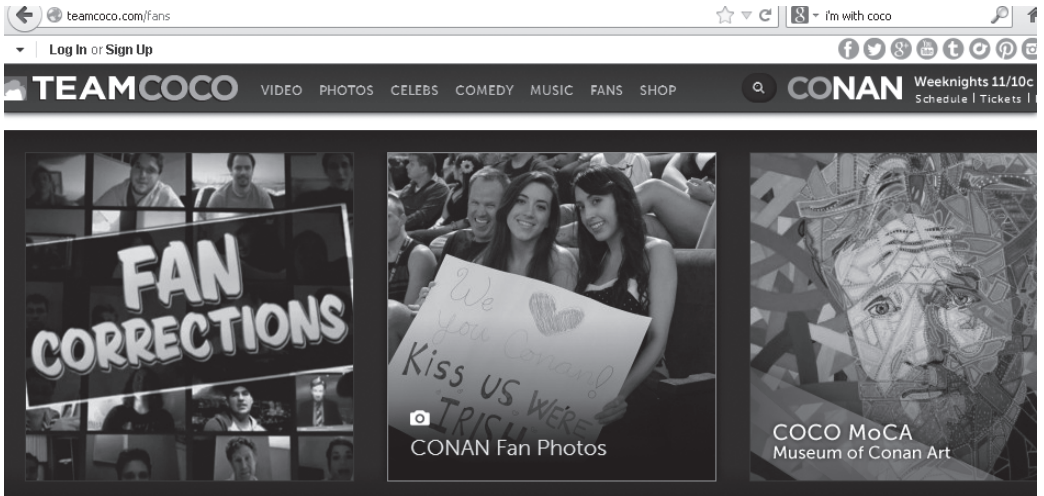 teamcoco.com/fans
i'm with coco
Log In or Sign Up
TEAMCOCO
VIDEO PHOTOS CELEBS COMEDY MUSIC FANS SHOP
CONAN
Weeknights 11/10c
Schedule | Tickets |
FAN
CORRECTIONS
We
You Conan!
Kiss US WE'RE
IRISH
CONAN Fan Photos
COCO MoCA
Museum of Conan Art